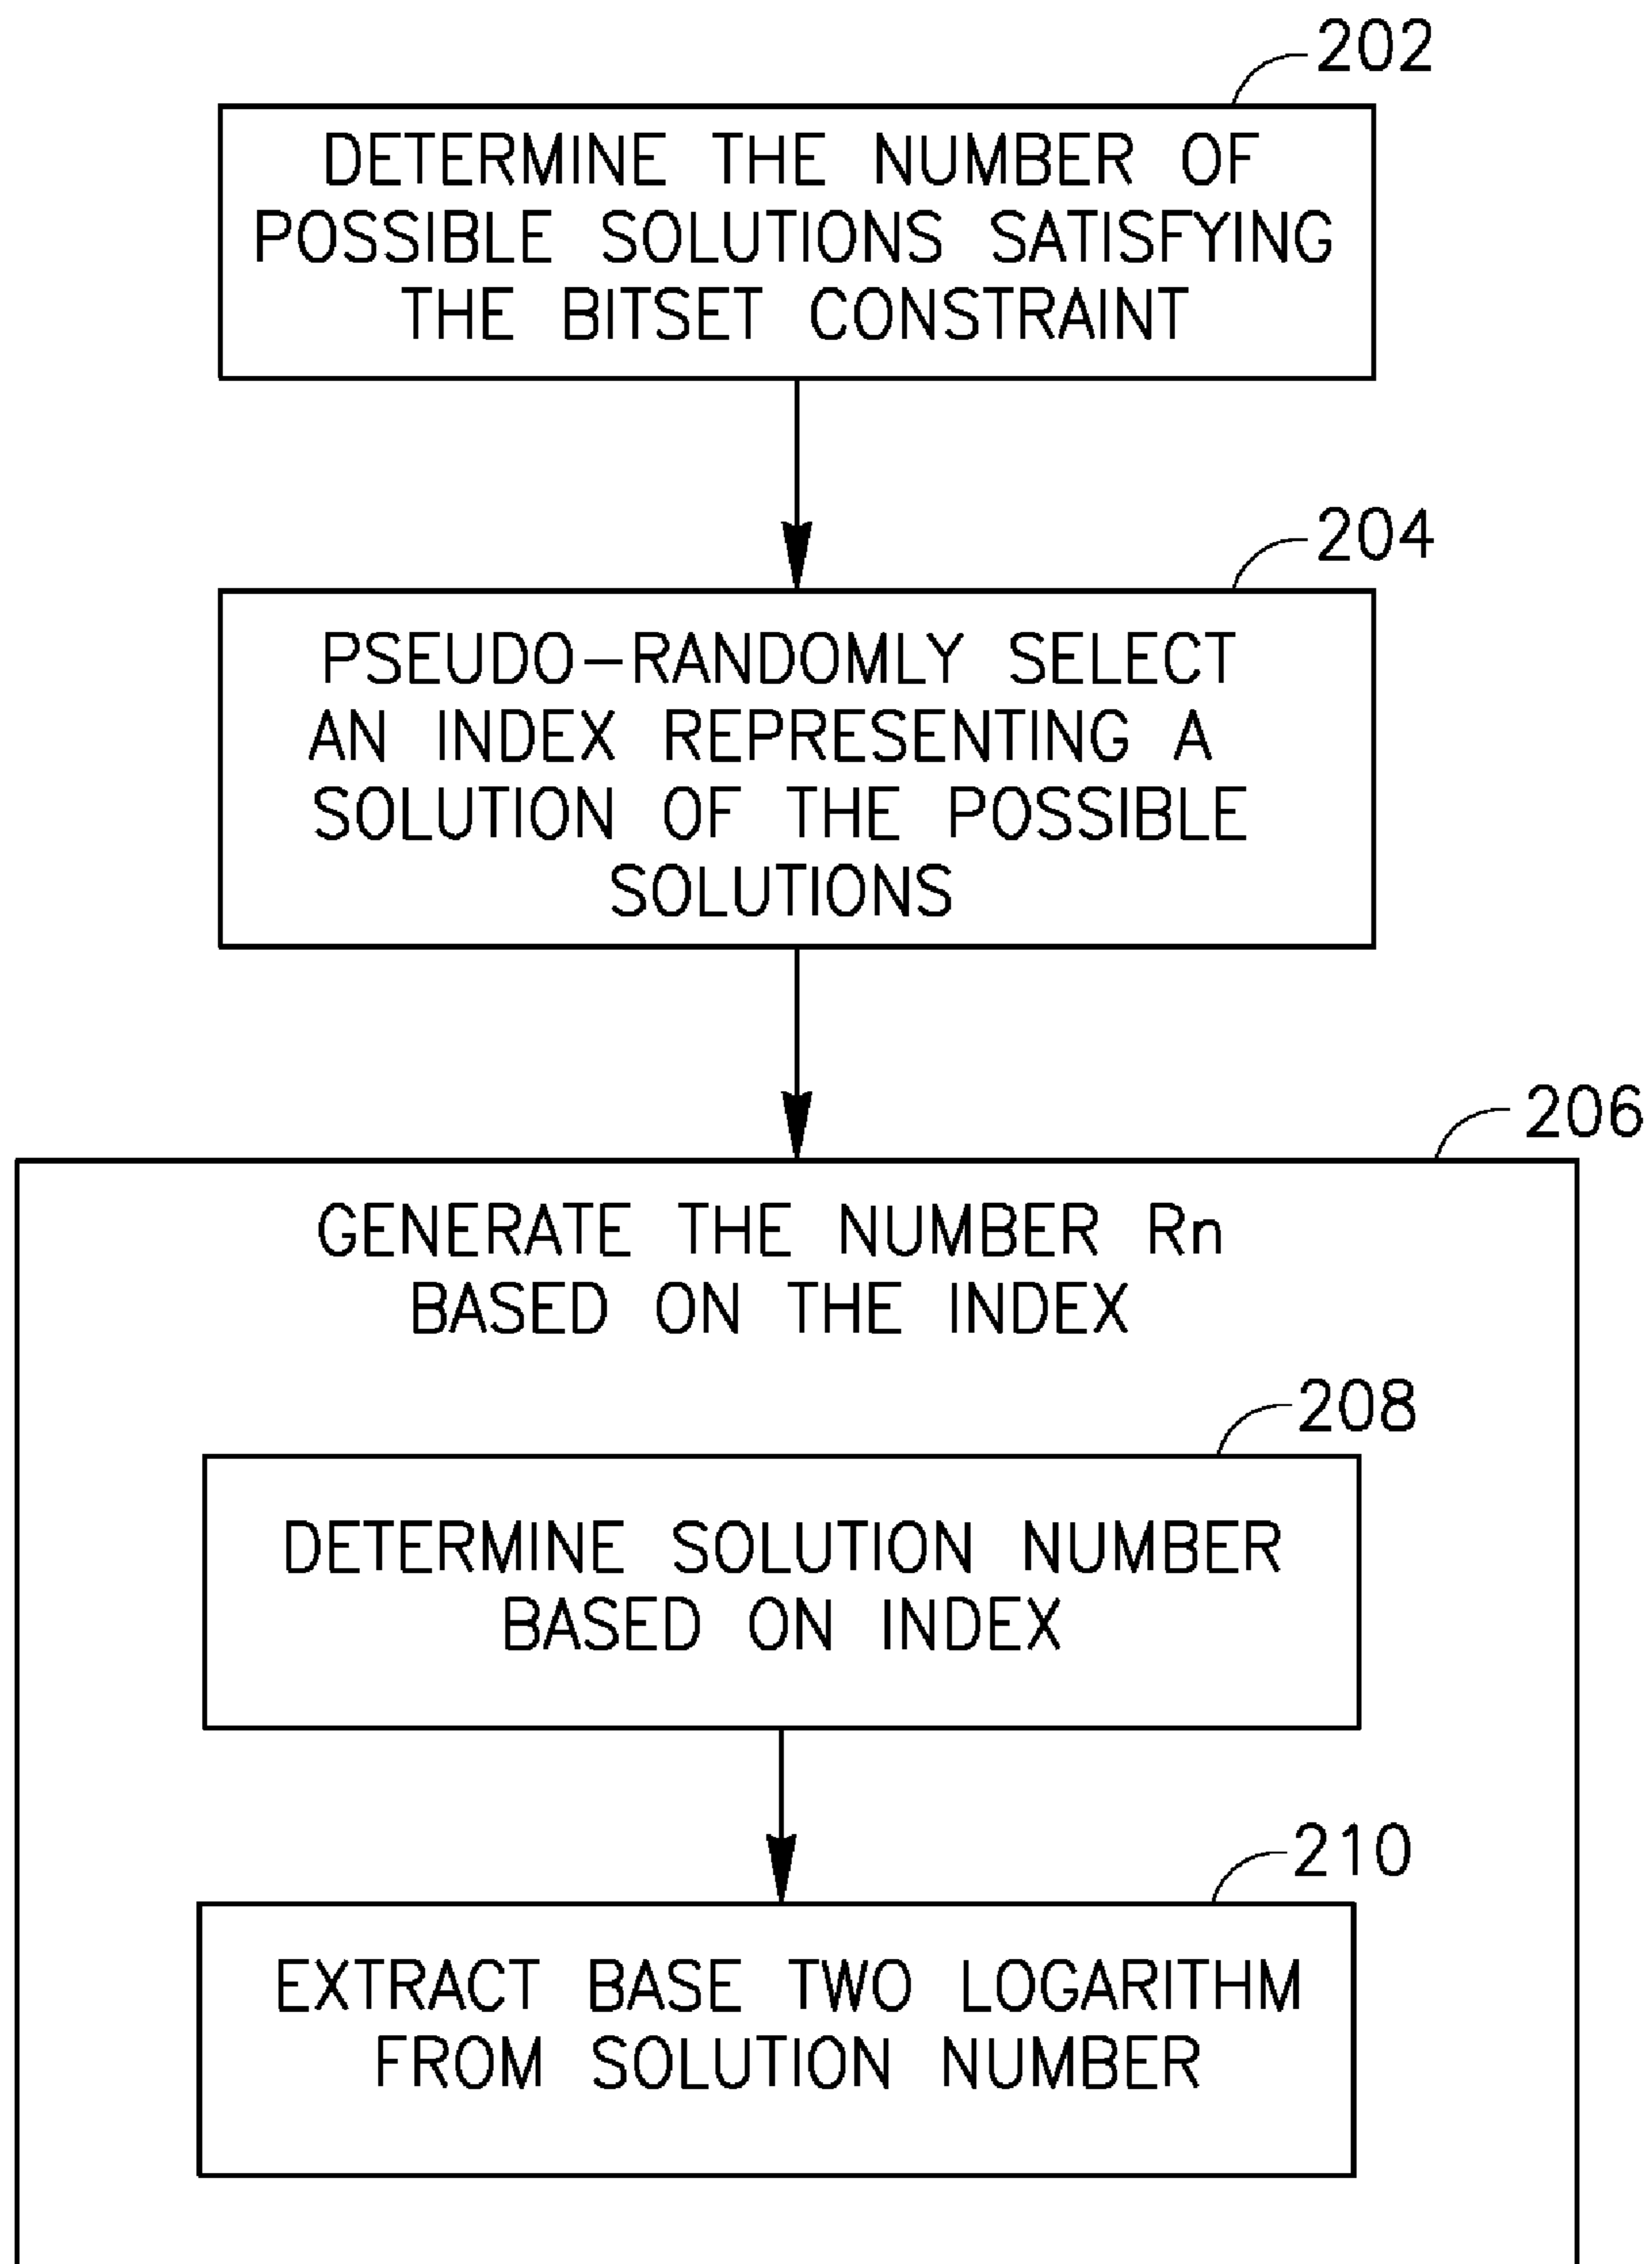 202
DETERMINE THE NUMBER OF
POSSIBLE SOLUTIONS SATISFYING
THE BITSET CONSTRAINT
204
PSEUDO-RANDOMLY SELECT
AN INDEX REPRESENTING A
SOLUTION OF THE POSSIBLE
SOLUTIONS
206
GENERATE THE NUMBER Rn
BASED ON THE INDEX
208
DETERMINE SOLUTION NUMBER
BASED ON INDEX
210
EXTRACT BASE TWO LOGARITHM
FROM SOLUTION NUMBER